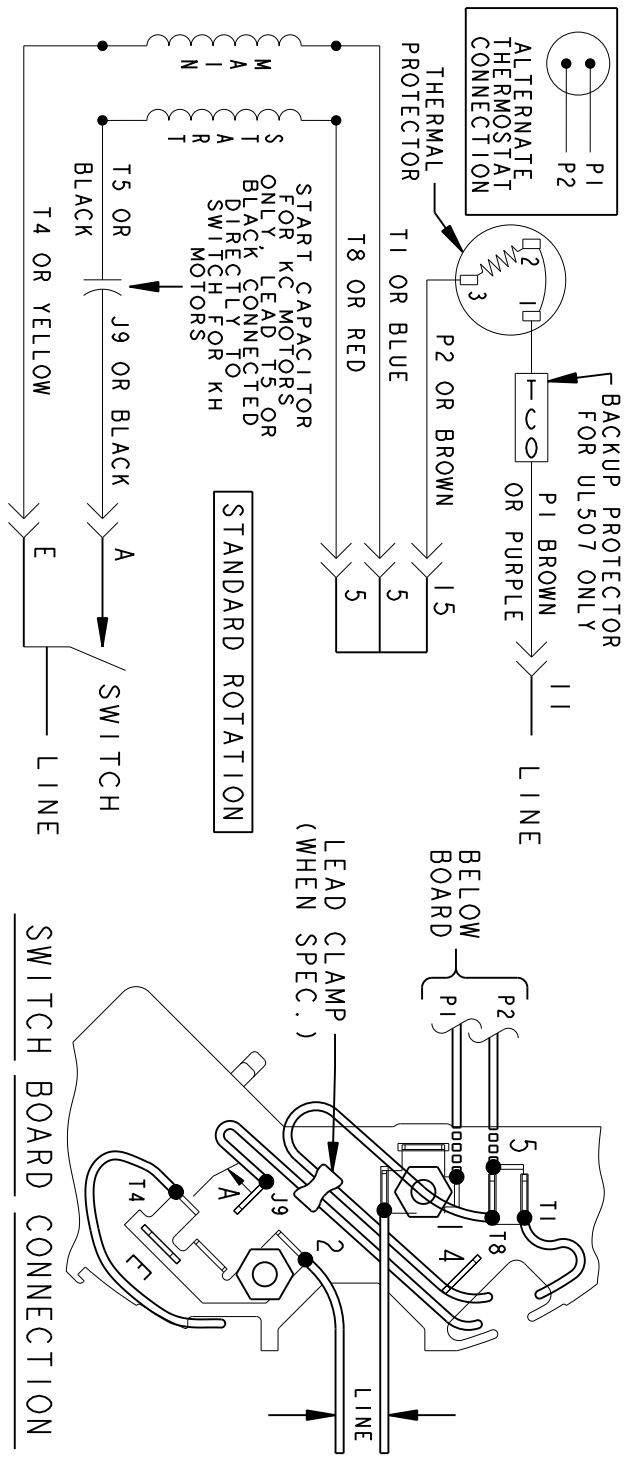 ALTERNATE
THERMOSTAT
CONNECTION
P1
P2
THERMAL
PROTECTOR
2
1
3
BACKUP PROTECTOR
FOR UL507 ONLY
TCO
P1 BROWN
OR PURPLE
11
LINE
P2 OR BROWN
15
T1 OR BLUE
5
T8 OR RED
5
MAIN
START
START CAPACITOR
FOR KC MOTORS
ONLY. LEAD T5 OR
BLACK CONNECTED
DIRECTLY TO
SWITCH FOR KH
MOTORS
T5 OR
BLACK
J9 OR BLACK
A
SWITCH
T4 OR YELLOW
E
LINE
STANDARD ROTATION
BELOW
BOARD
P2
P1
5
T1
T8
1
4
LEAD CLAMP
(WHEN SPEC.)
2
J9
A
T4
E
LINE
SWITCH BOARD CONNECTION